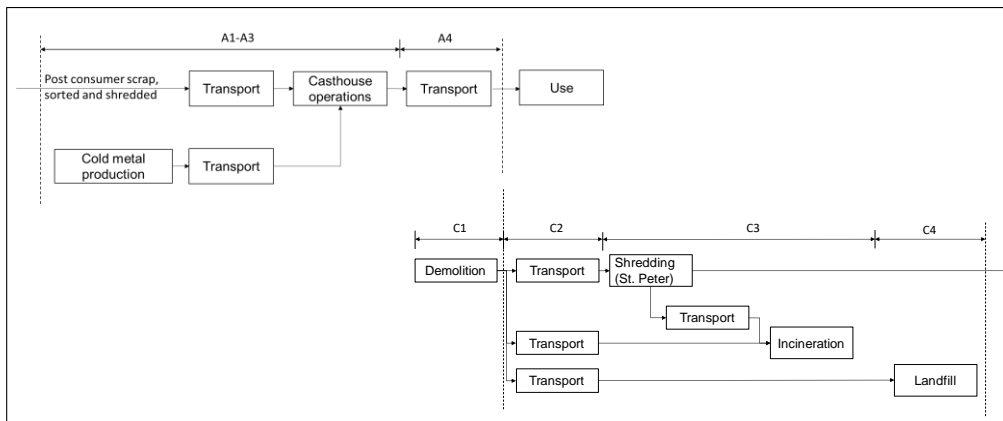 A1-A3
A4
Post consumer scrap,
sorted and shredded
Transport
Casthouse
operations
Transport
Use
Cold metal
production
Transport
C1
C2
C3
C4
Demolition
Transport
Shredding
(St. Peter)
Transport
Transport
Incineration
Transport
Landfill